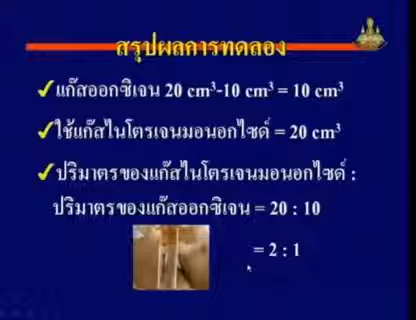 สรุปผลการทดลอง
✓แก๊สออกซิเจน 20 cm³-10 cm³ = 10 cm³
✓ใช้แก๊สไนโตรเจนมอนอกไซด์ = 20 cm³
✓ปริมาตรของแก๊สไนโตรเจนมอนอกไซด์ :
ปริมาตรของแก๊สออกซิเจน = 20 : 10
= 2 : 1